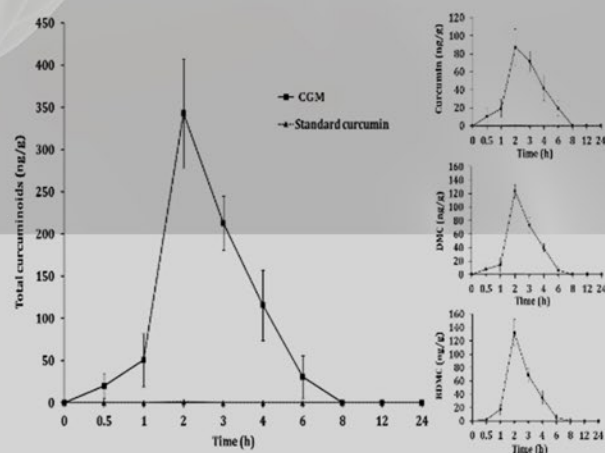 Total curcuminoids (ng/g)
450
400
350
300
250
200
150
100
50
0
0 0.5 1 2 3 4 6 8 12 24
Time (h)
CGM
Standard curcumin
Curcumin (ng/g)
120
100
80
60
40
20
0
0 0.5 1 2 3 4 6 8 12 24
Time (h)
DMC (ng/g)
160
140
120
100
80
60
40
20
0
0 0.5 1 2 3 4 6 8 12 24
Time (h)
BDMC (ng/g)
160
140
120
100
80
60
40
20
0
0 0.5 1 2 3 4 6 8 12 24
Time (h)